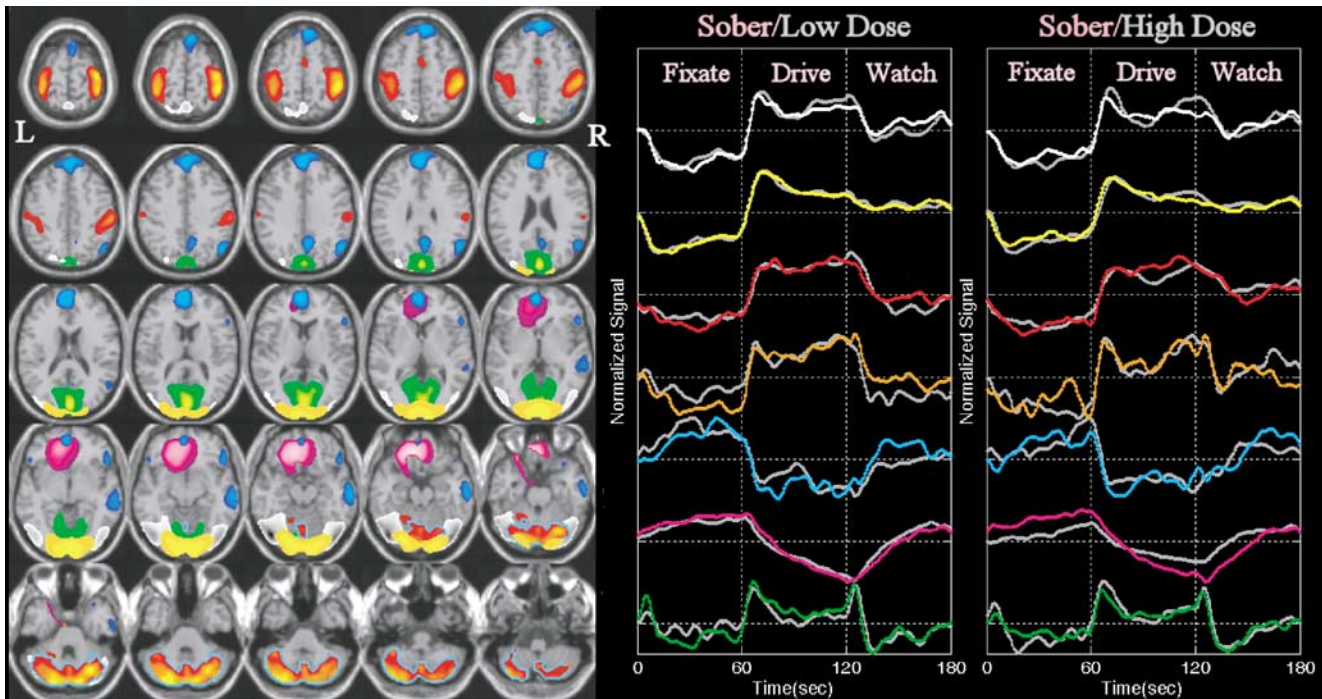 L
R
Sober/Low Dose
Fixate Drive Watch
Normalized Signal
0 60 120 180
Time(sec)
Sober/High Dose
Fixate Drive Watch
Normalized Signal
0 60 120 180
Time(sec)